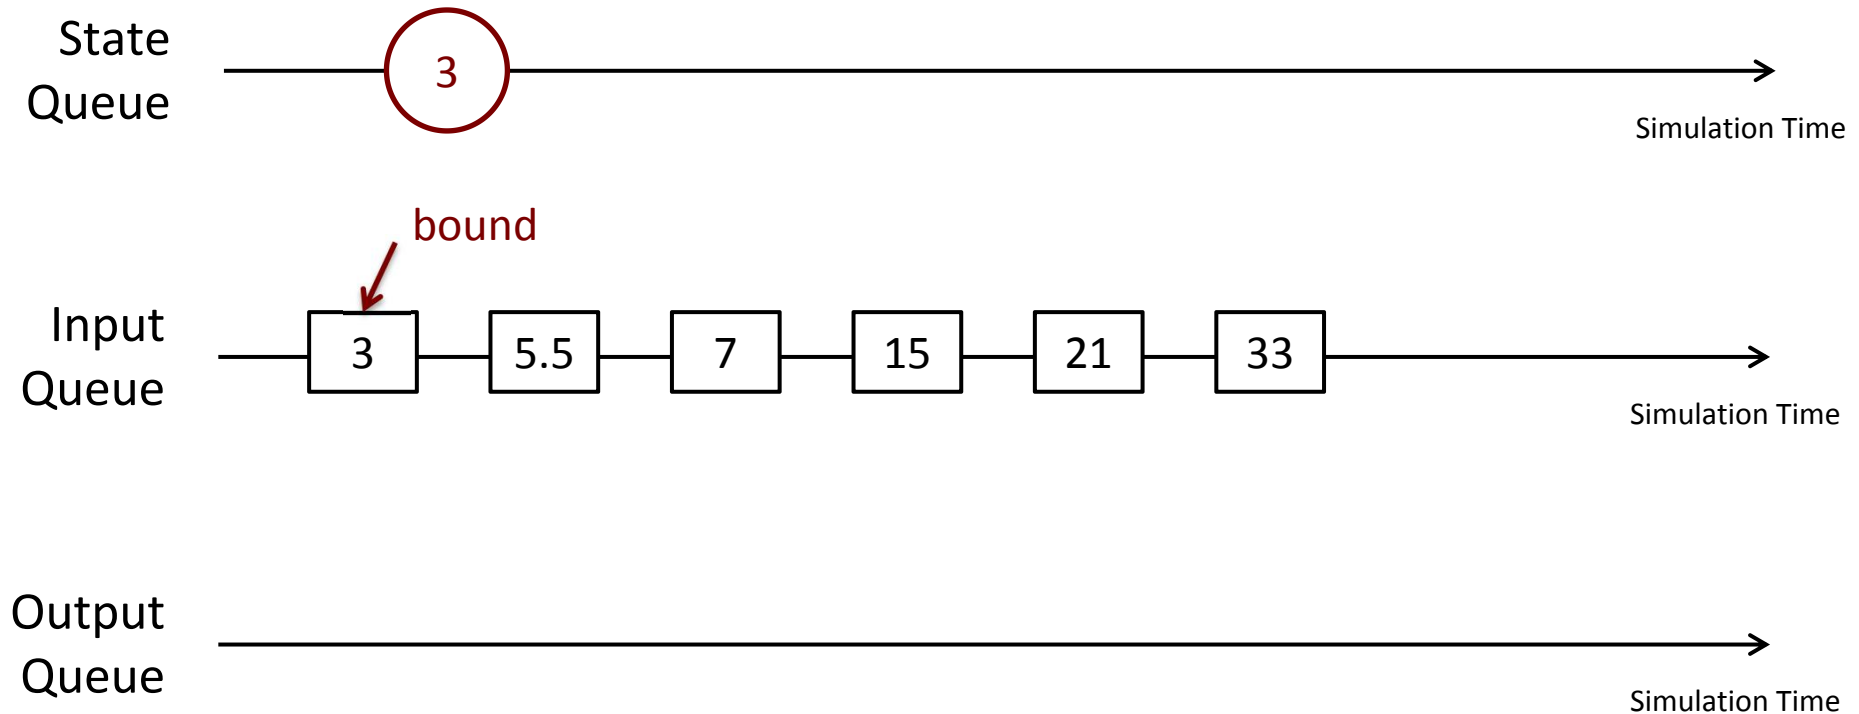 State
Queue
3
Simulation Time
bound
Input
Queue
3 5.5 7 15 21 33
Simulation Time
Output
Queue
Simulation Time